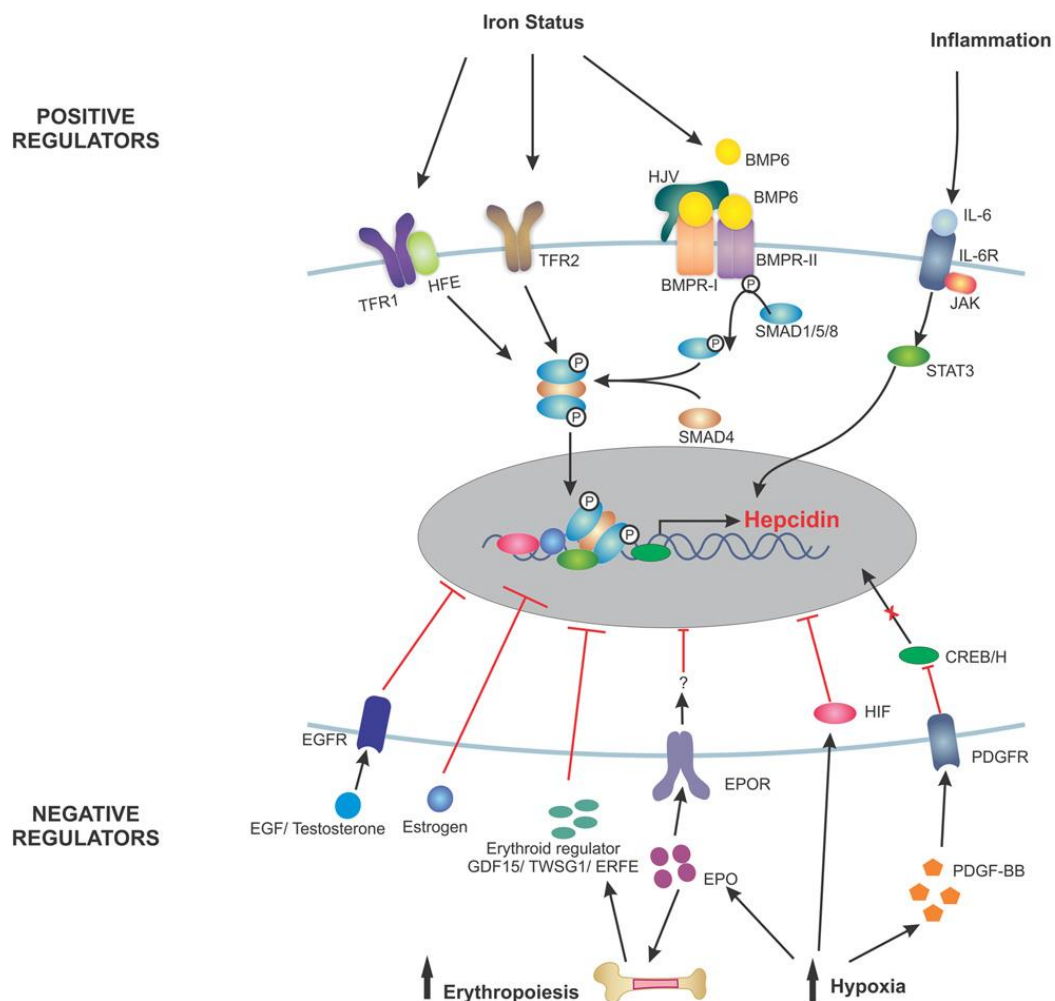 Iron Status
Inflammation
POSITIVE
REGULATORS
BMP6
HJV
BMP6
IL-6
TFR2
BMPR-II
IL-6R
HFE
TFR1
BMPR-I
P
JAK
SMAD1/5/8
P
P
STAT3
P
SMAD4
P
Hepcidin
P
CREB/H
?
HIF
EGFR
PDGFR
EPOR
NEGATIVE
REGULATORS
EGF/ Testosterone
Estrogen
Erythroid regulator
GDF15/ TWSG1/ ERFE
EPO
PDGF-BB
Erythropoiesis
Hypoxia